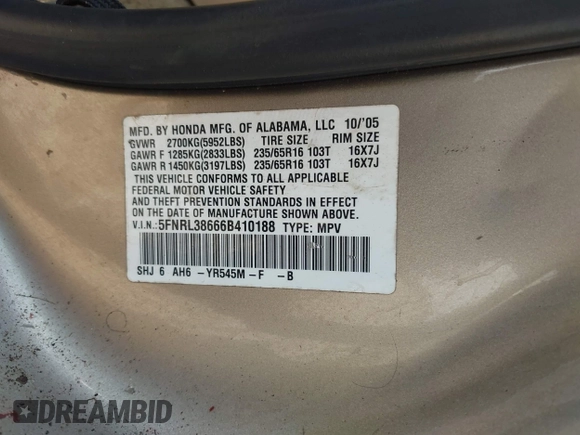 MFD. BY HONDA MFG. OF ALABAMA, LLC 10/'05
GVWR 2700KG(5952LBS) TIRE SIZE RIM SIZE
GAWR F 1285KG(2833LBS) 235/65R16 103T 16X7J
GAWR R 1450KG(3197LBS) 235/65R16 103T 16X7J
THIS VEHICLE CONFORMS TO ALL APPLICABLE
FEDERAL MOTOR VEHICLE SAFETY
AND THEFT PREVENTION STANDARDS IN EFFECT
ON THE DATE OF MANUFACTURE SHOWN ABOVE.
V.I.N.:5FNRL38666B410188 TYPE: MPV
SHJ 6 AH6 -YR545M-F -B
DREAMBID